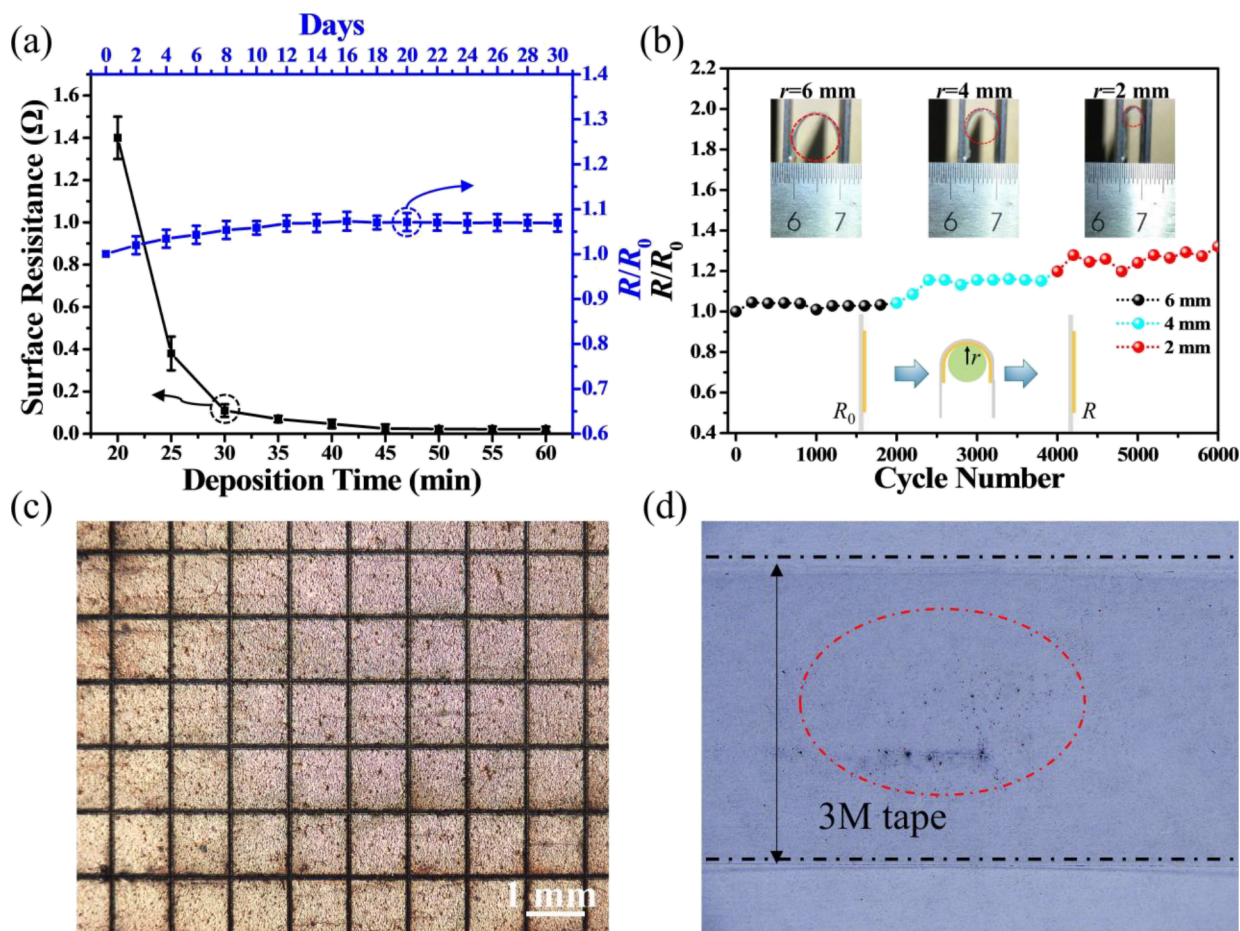 (a)
Days
0 2 4 6 8 10 12 14 16 18 20 22 24 26 28 30
Surface Resisitance (Ω)
1.6
1.4
1.2
1.0
0.8
0.6
0.4
0.2
0.0
1.4
1.3
1.2
1.1
1.0
0.9
0.8
0.7
0.6
R/R0
20 25 30 35 40 45 50 55 60
Deposition Time (min)
(b)
R/R0
2.2
2.0
1.8
1.6
1.4
1.2
1.0
0.8
0.6
0.4
r=6 mm
r=4 mm
r=2 mm
6 7
6 7
6 7
6 mm
4 mm
2 mm
R0
r
R
0 1000 2000 3000 4000 5000 6000
Cycle Number
(c)
1 mm
(d)
3M tape